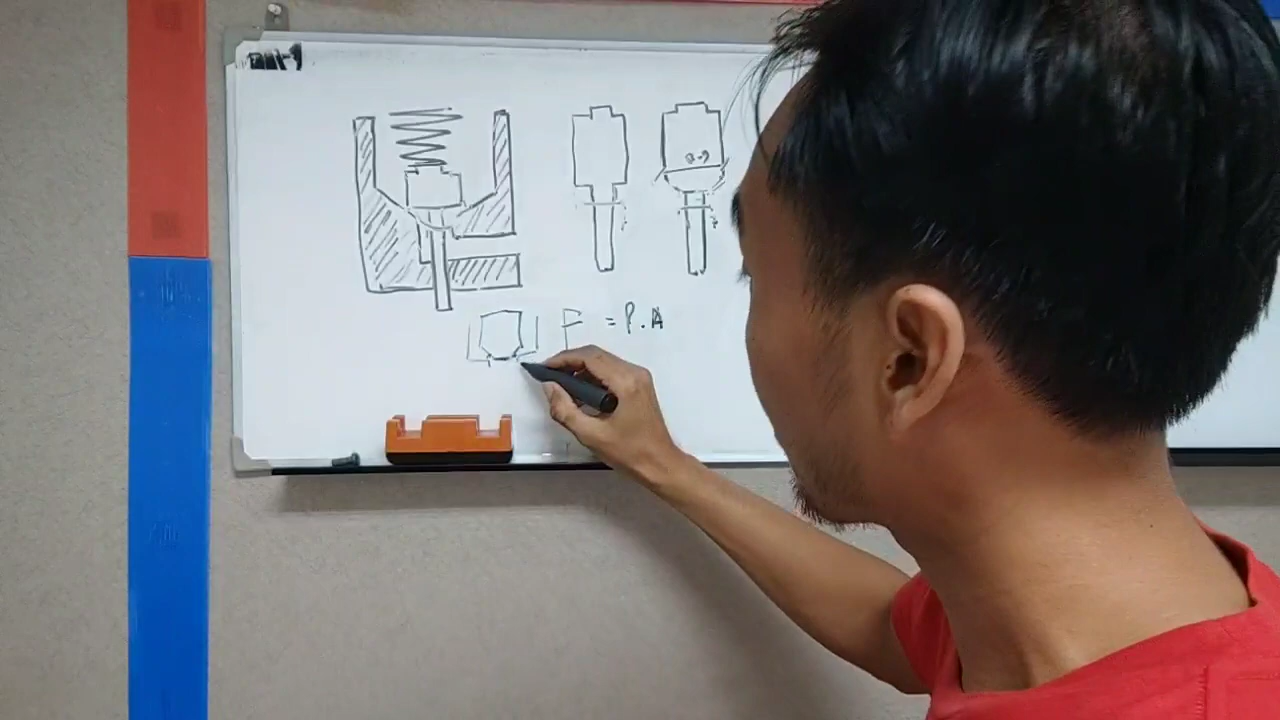 F = P.A